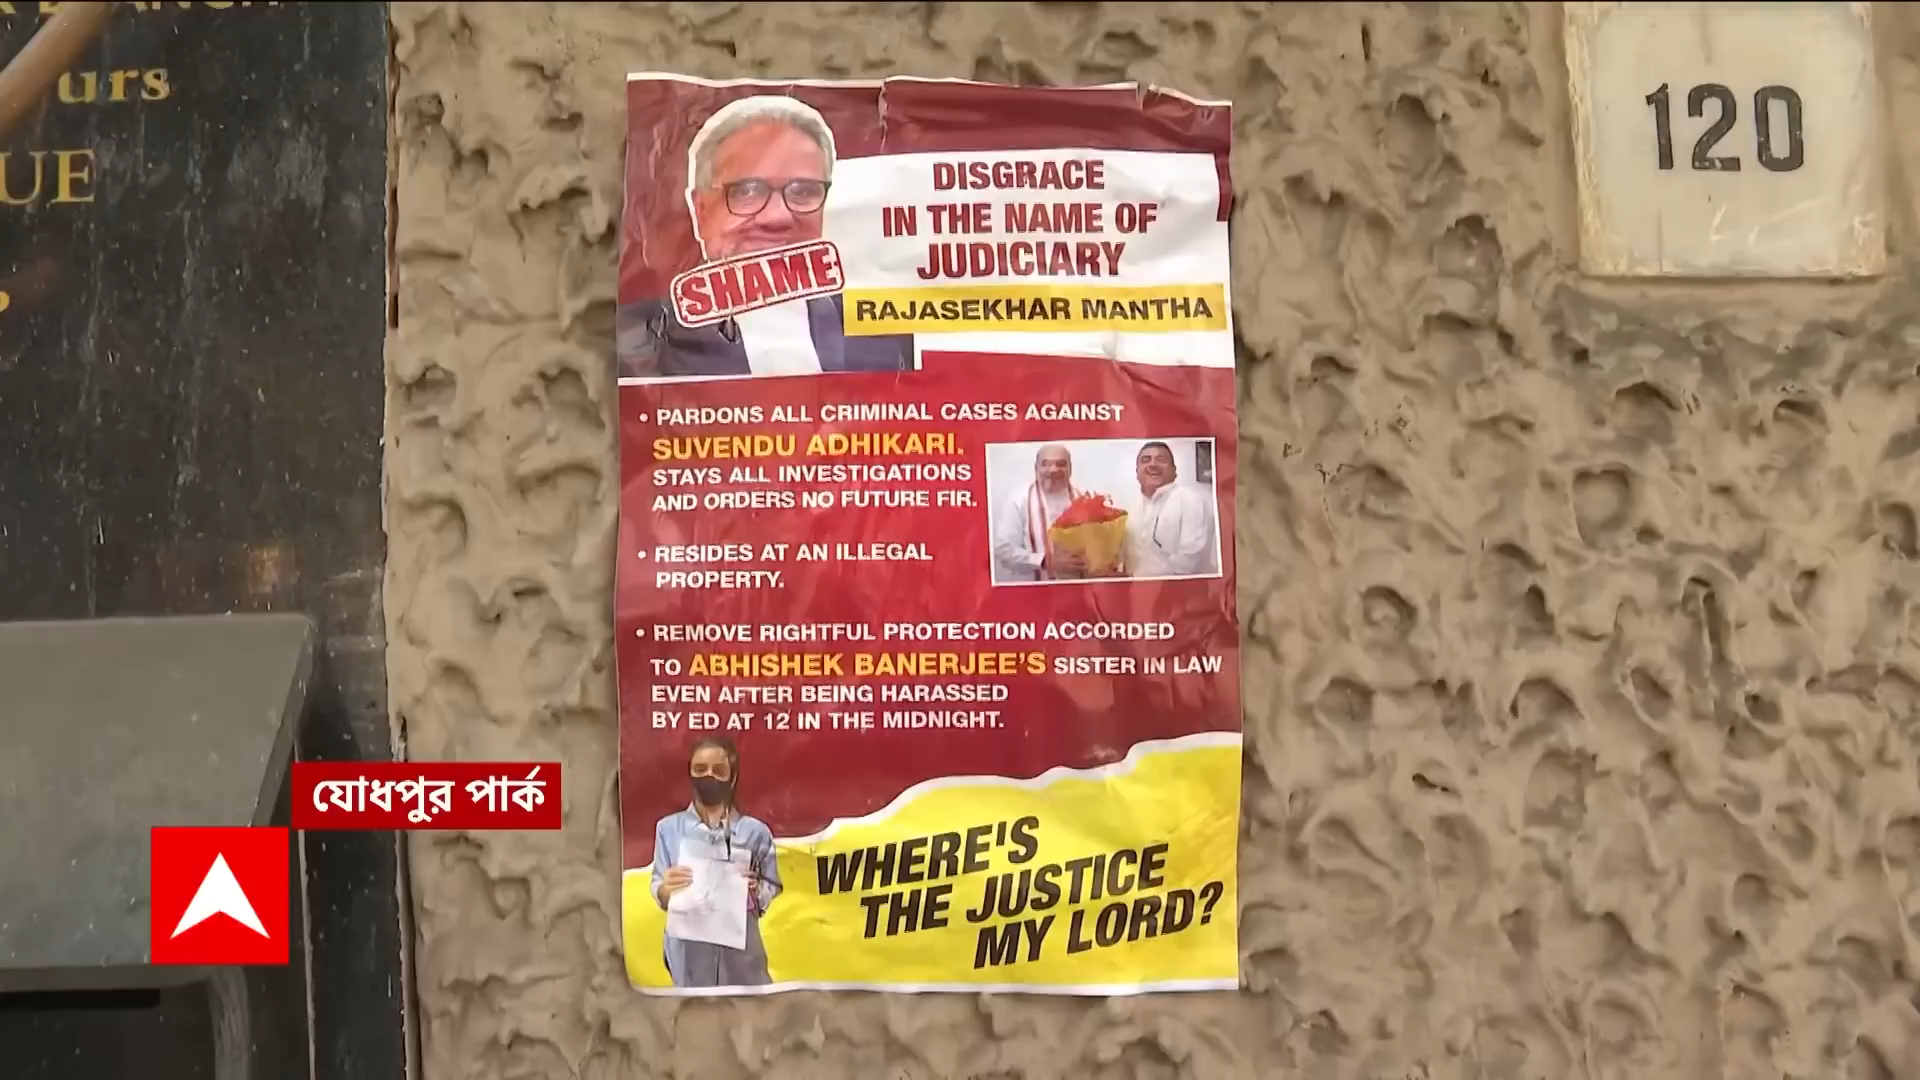 urs
UE
120
DISGRACE
IN THE NAME OF
JUDICIARY
SHAME
RAJASEKHAR MANTHA
• PARDONS ALL CRIMINAL CASES AGAINST
SUVENDU ADHIKARI.
STAYS ALL INVESTIGATIONS
AND ORDERS NO FUTURE FIR.
• RESIDES AT AN ILLEGAL
PROPERTY.
• REMOVE RIGHTFUL PROTECTION ACCORDED
TO ABHISHEK BANERJEE'S SISTER IN LAW
EVEN AFTER BEING HARASSED
BY ED AT 12 IN THE MIDNIGHT.
যোধপুর পার্ক
WHERE'S
THE JUSTICE
MY LORD?